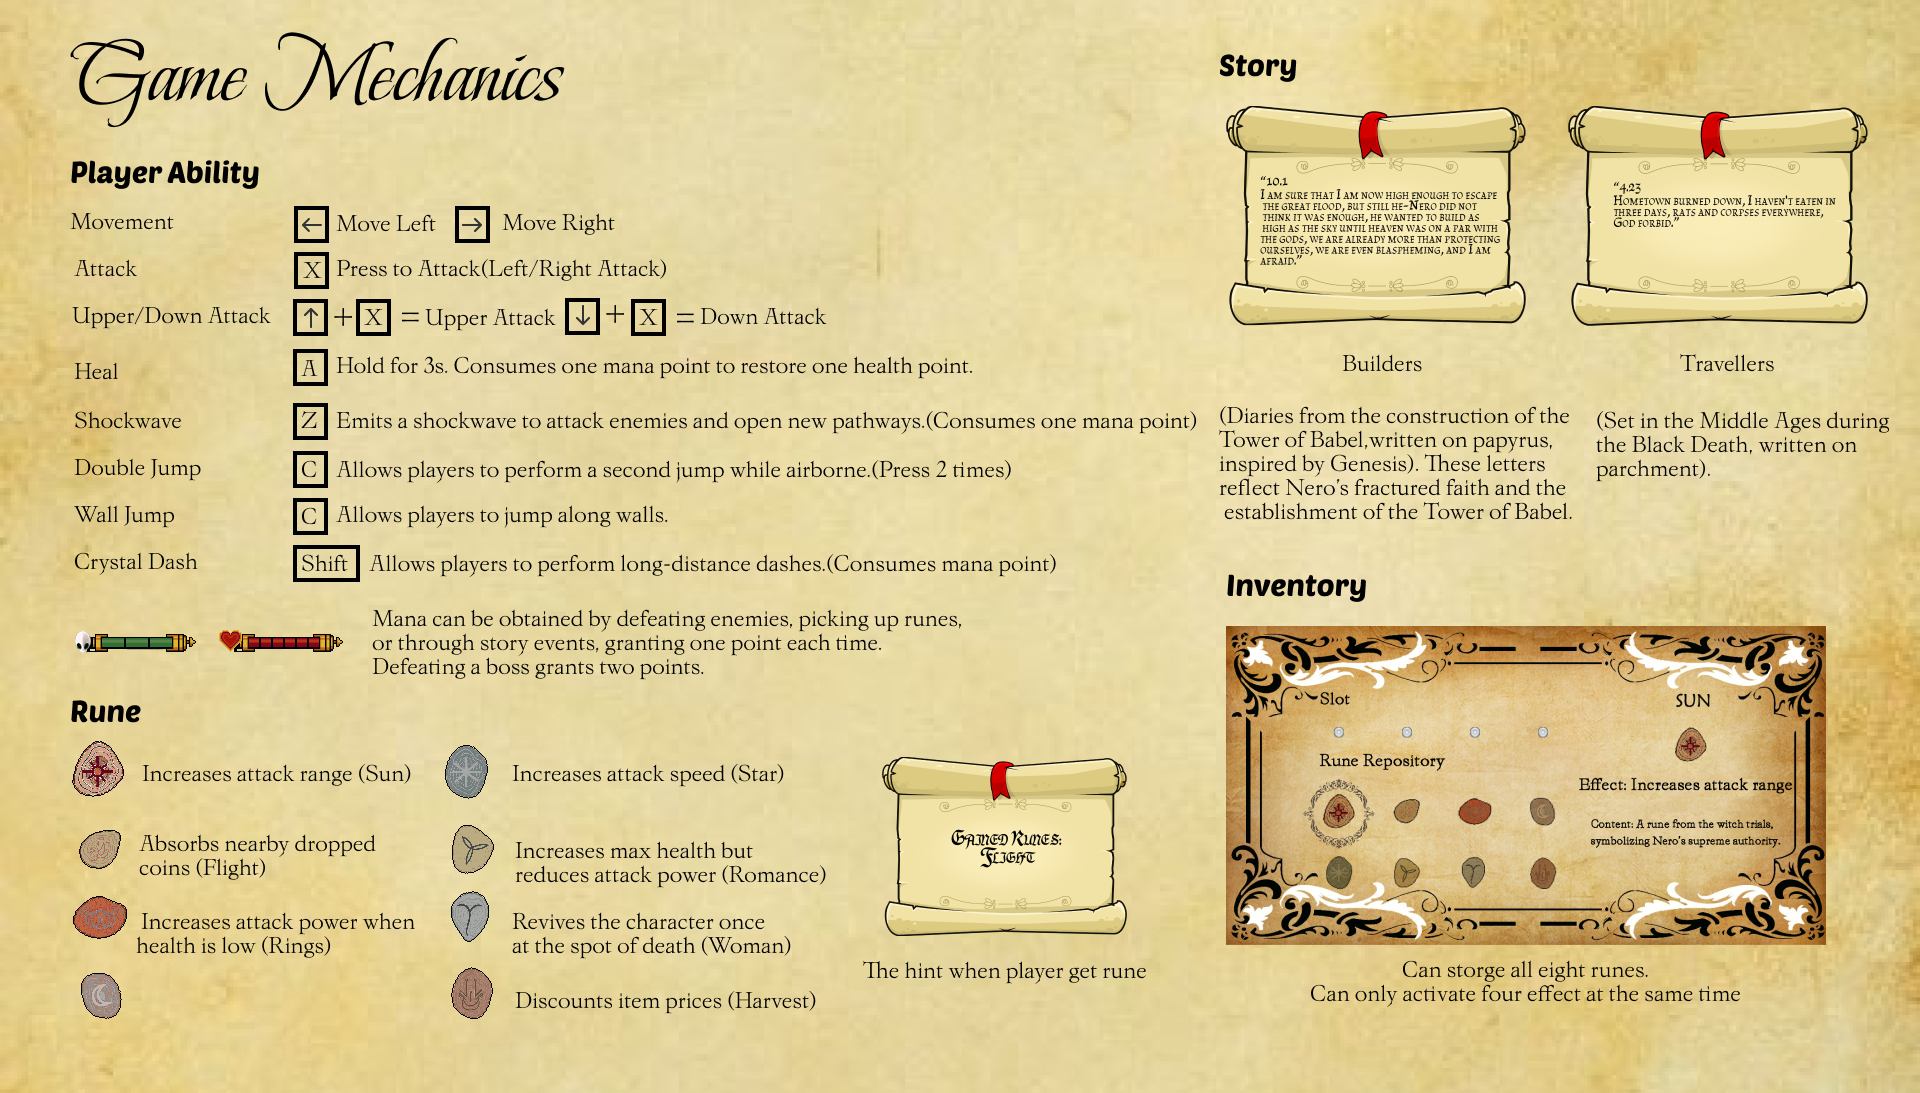 Game Mechanics
Player Ability
Movement
← Move Left → Move Right
Attack
X Press to Attack(Left/Right Attack)
Upper/Down Attack
↑ + X = Upper Attack ↓ + X = Down Attack
Heal
A Hold for 3s. Consumes one mana point to restore one health point.
Shockwave
Z Emits a shockwave to attack enemies and open new pathways.(Consumes one mana point)
Double Jump
C Allows players to perform a second jump while airborne.(Press 2 times)
Wall Jump
C Allows players to jump along walls.
Crystal Dash
Shift Allows players to perform long-distance dashes.(Consumes mana point)
Mana can be obtained by defeating enemies, picking up runes,
or through story events, granting one point each time.
Defeating a boss grants two points.
Rune
Increases attack range (Sun)
Absorbs nearby dropped
coins (Flight)
Increases attack power when
health is low (Rings)
Increases attack speed (Star)
Increases max health but
reduces attack power (Romance)
Revives the character once
at the spot of death (Woman)
Discounts item prices (Harvest)
Gained Runes:
Flight
The hint when player get rune
Story
"10.1
I am sure that I am now high enough to escape
the great flood, but still he-Nero did not
think it was enough, he wanted to build as
high as the sky until heaven was on a par with
the gods, we are already more than protecting
ourselves, we are even blaspheming, and I am
afraid."
Builders
(Diaries from the construction of the
Tower of Babel,written on papyrus,
inspired by Genesis). These letters
reflect Nero's fractured faith and the
establishment of the Tower of Babel.
"4.23
Hometown burned down, I haven't eaten in
three days, rats and corpses everywhere,
God forbid."
Travellers
(Set in the Middle Ages during
the Black Death, written on
parchment).
Inventory
Slot
Rune Repository
SUN
Effect: Increases attack range
Content: A rune from the witch trials,
symbolizing Nero's supreme authority.
Can storge all eight runes.
Can only activate four effect at the same time